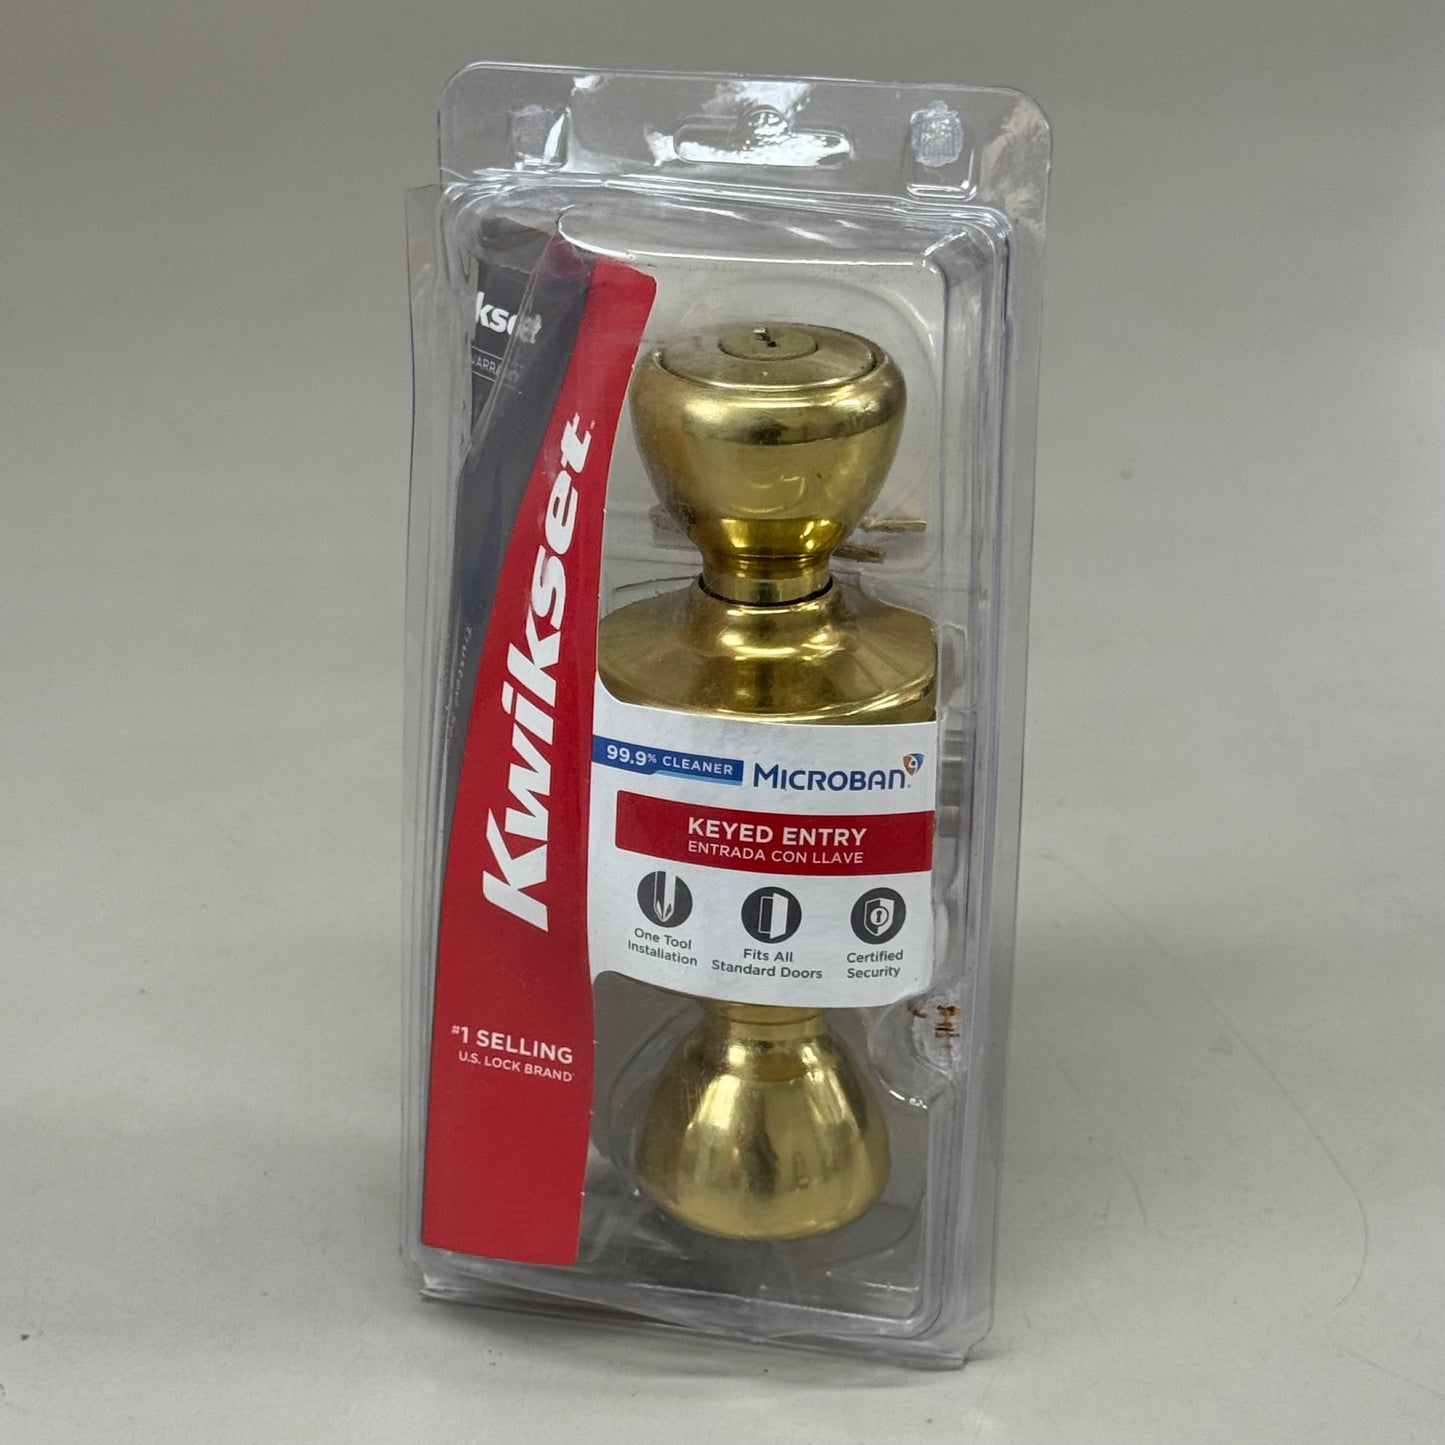 kset
Kwikset
#1 SELLING
U.S. LOCK BRAND
99.9% CLEANER
MICROBAN
KEYED ENTRY
ENTRADA CON LLAVE
One Tool
Installation
Fits All
Standard Doors
Certified
Security